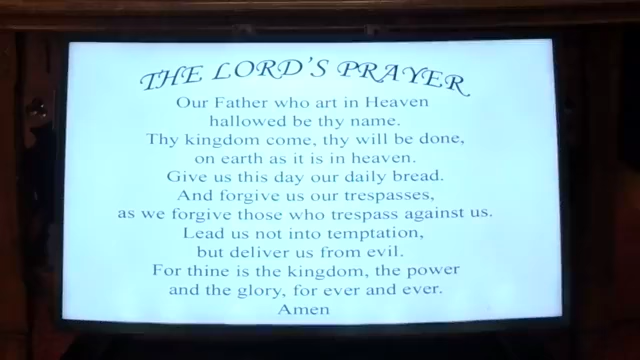 THE LORD'S PRAYER
Our Father who art in Heaven
hallowed be thy name.
Thy kingdom come, thy will be done,
on earth as it is in heaven.
Give us this day our daily bread.
And forgive us our trespasses,
as we forgive those who trespass against us.
Lead us not into temptation,
but deliver us from evil.
For thine is the kingdom, the power
and the glory, for ever and ever.
Amen